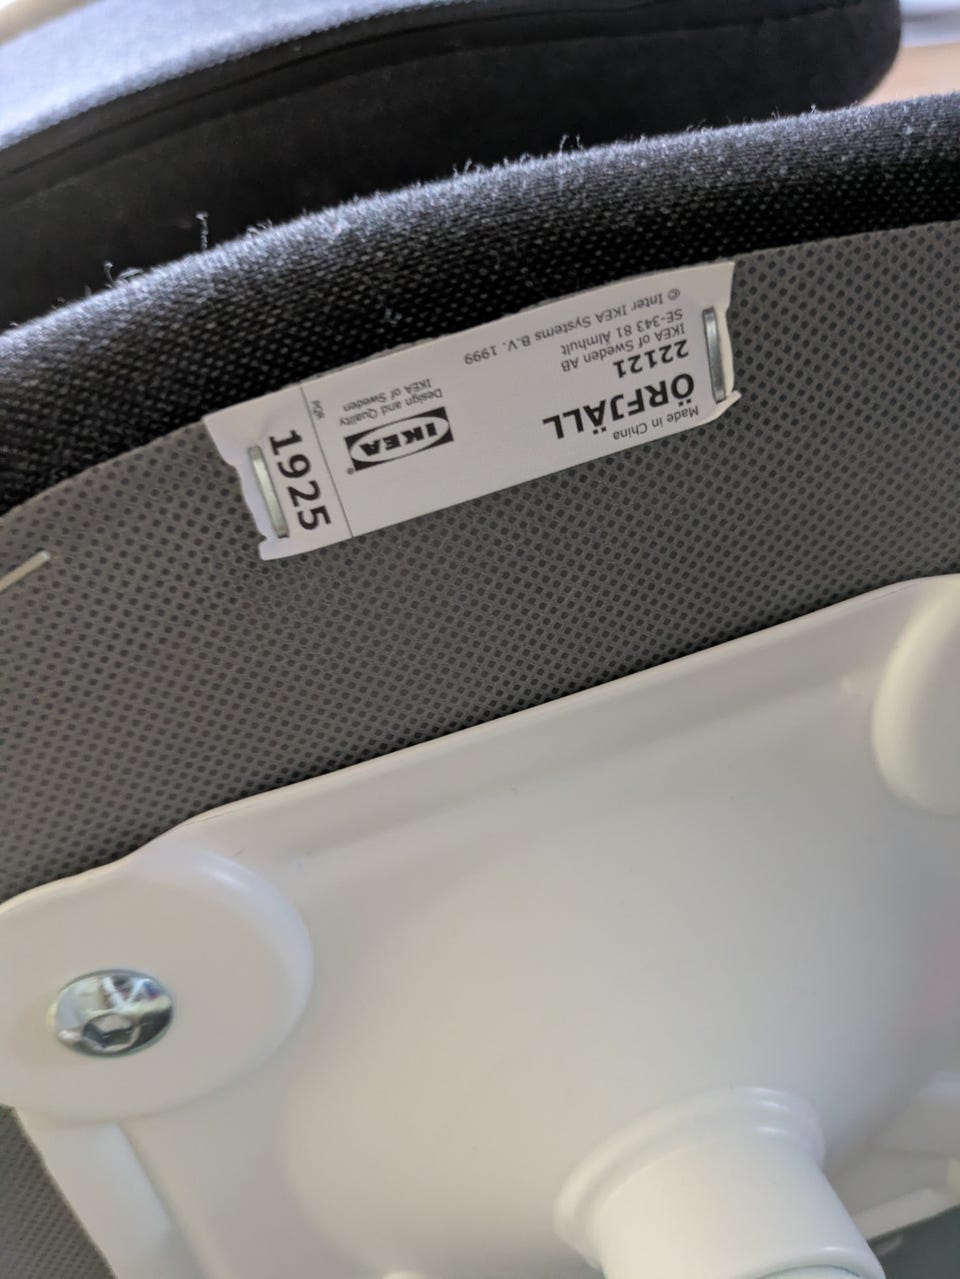 Made in China
ÖRFJÄLL
22121
IKEA of Sweden AB
SE-343 81 Älmhult
© Inter IKEA Systems B.V. 1999
IKEA®
Design and Quality
IKEA of Sweden
1925